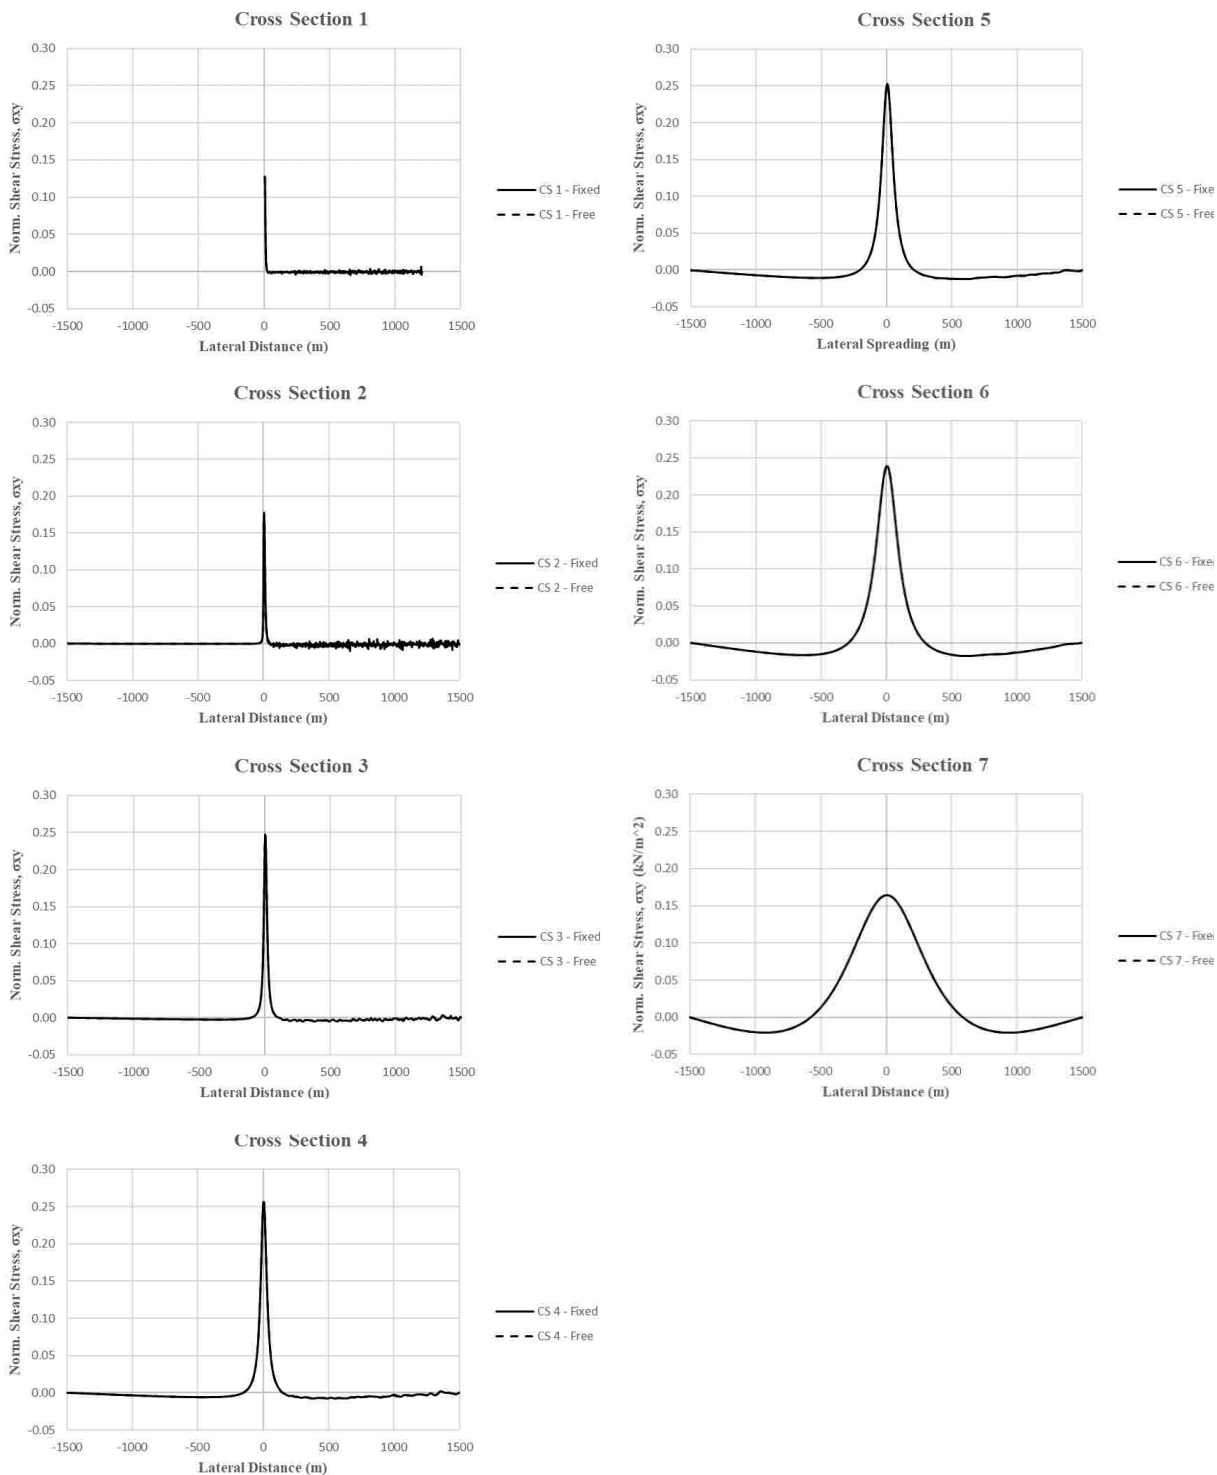 Cross Section 1
Norm. Shear Stress, σxy
0.30
0.25
0.20
0.15
0.10
0.05
0.00
-0.05
-1500 -1000 -500 0 500 1000 1500
Lateral Distance (m)
CS 1 - Fixed
CS 1 - Free
Cross Section 2
Norm. Shear Stress, σxy
0.30
0.25
0.20
0.15
0.10
0.05
0.00
-0.05
-1500 -1000 -500 0 500 1000 1500
Lateral Distance (m)
CS 2 - Fixed
CS 2 - Free
Cross Section 3
Norm. Shear Stress, σxy
0.30
0.25
0.20
0.15
0.10
0.05
0.00
-0.05
-1500 -1000 -500 0 500 1000 1500
Lateral Distance (m)
CS 3 - Fixed
CS 3 - Free
Cross Section 4
Norm. Shear Stress, σxy
0.30
0.25
0.20
0.15
0.10
0.05
0.00
-0.05
-1500 -1000 -500 0 500 1000 1500
Lateral Distance (m)
CS 4 - Fixed
CS 4 - Free
Cross Section 5
Norm. Shear Stress, σxy
0.30
0.25
0.20
0.15
0.10
0.05
0.00
-0.05
-1500 -1000 -500 0 500 1000 1500
Lateral Spreading (m)
CS 5 - Fixed
CS 5 - Free
Cross Section 6
Norm. Shear Stress, σxy
0.30
0.25
0.20
0.15
0.10
0.05
0.00
-0.05
-1500 -1000 -500 0 500 1000 1500
Lateral Distance (m)
CS 6 - Fixed
CS 6 - Free
Cross Section 7
Norm. Shear Stress, σxy (kN/m^2)
0.30
0.25
0.20
0.15
0.10
0.05
0.00
-0.05
-1500 -1000 -500 0 500 1000 1500
Lateral Distance (m)
CS 7 - Fixed
CS 7 - Free